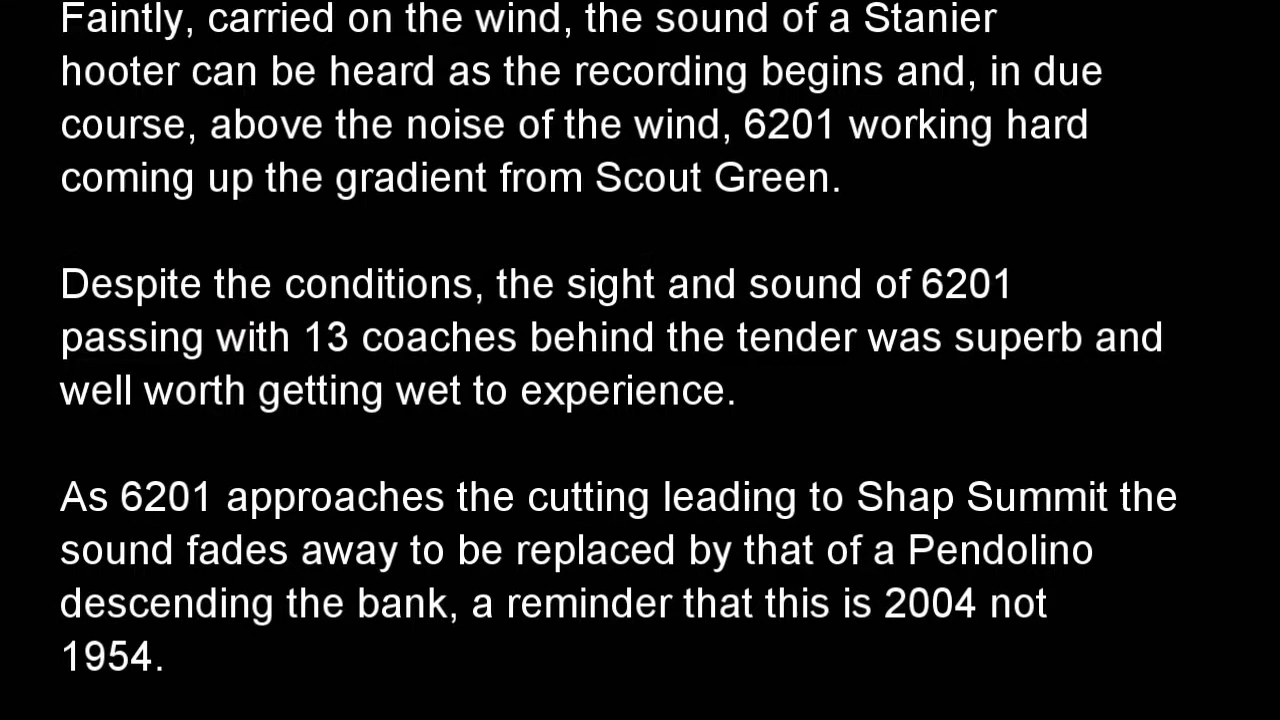 Faintly, carried on the wind, the sound of a Stanier
hooter can be heard as the recording begins and, in due
course, above the noise of the wind, 6201 working hard
coming up the gradient from Scout Green.
Despite the conditions, the sight and sound of 6201
passing with 13 coaches behind the tender was superb and
well worth getting wet to experience.
As 6201 approaches the cutting leading to Shap Summit the
sound fades away to be replaced by that of a Pendolino
descending the bank, a reminder that this is 2004 not
1954.